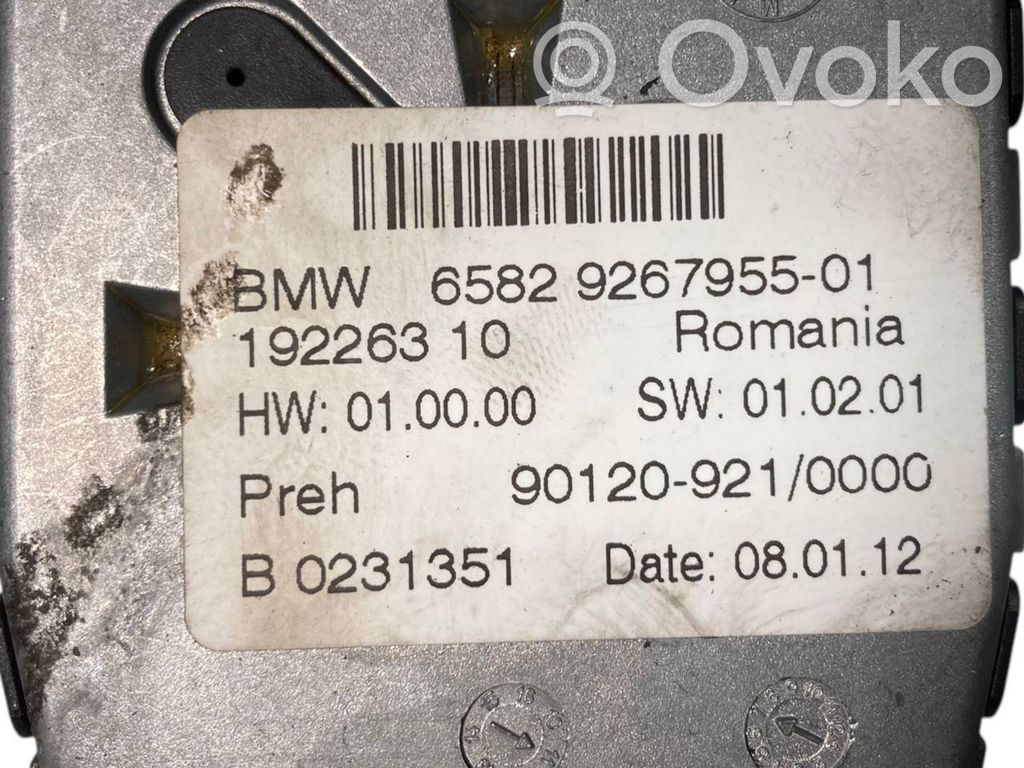 Ovoko
BMW 6582 9267955-01
192263 10 Romania
HW: 01.00.00 SW: 01.02.01
Preh 90120-921/0000
B 0231351 Date: 08.01.12